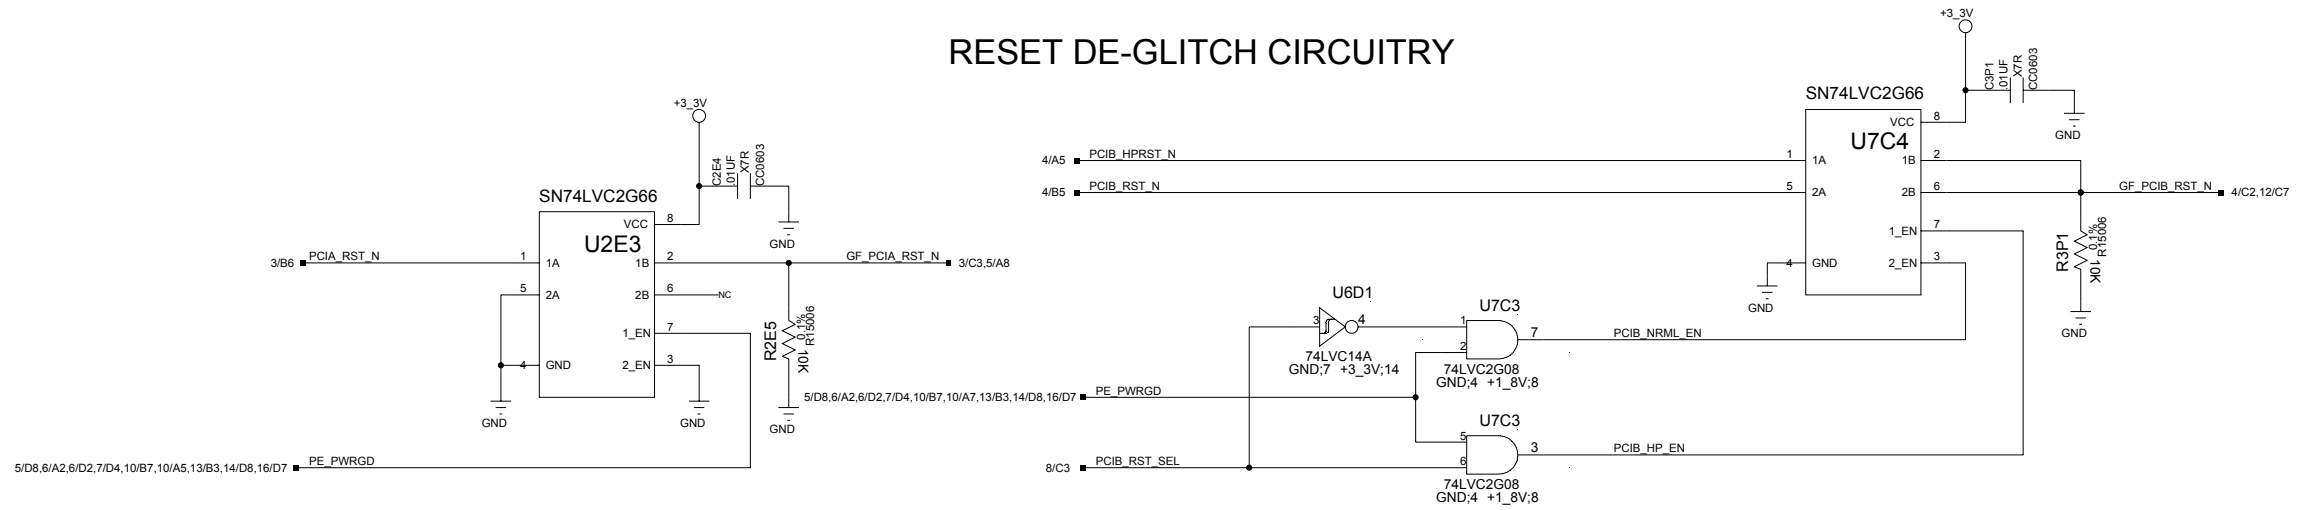 RESET DE-GLITCH CIRCUITRY
+3_3V
C2E4
.01UF
X7R
CC0603
GND
SN74LVC2G66
U2E3
VCC 8
3/B6 PCIA_RST_N 1 1A
1B 2 GF_PCIA_RST_N 3/C3,5/A8
5 2A
2B 6 NC
1_EN 7
4 GND
2_EN 3
GND
GND
R2E5
0.1%
10K
R15006
GND
5/D8,6/A2,6/D2,7/D4,10/B7,10/A5,13/B3,14/D8,16/D7 PE_PWRGD
+3_3V
C3P1
.01UF
X7R
CC0603
GND
SN74LVC2G66
U7C4
VCC 8
4/A5 PCIB_HPRST_N 1 1A
1B 2
4/B5 PCIB_RST_N 5 2A
2B 6 GF_PCIB_RST_N 4/C2,12/C7
1_EN 7
4 GND
2_EN 3
GND
R3P1
0.1%
10K
R15006
GND
U6D1
3 4
74LVC14A
GND;7 +3_3V;14
U7C3
1
2
7 PCIB_NRML_EN
74LVC2G08
GND;4 +1_8V;8
5/D8,6/A2,6/D2,7/D4,10/B7,10/A7,13/B3,14/D8,16/D7 PE_PWRGD
U7C3
5
6
3 PCIB_HP_EN
8/C3 PCIB_RST_SEL
74LVC2G08
GND;4 +1_8V;8